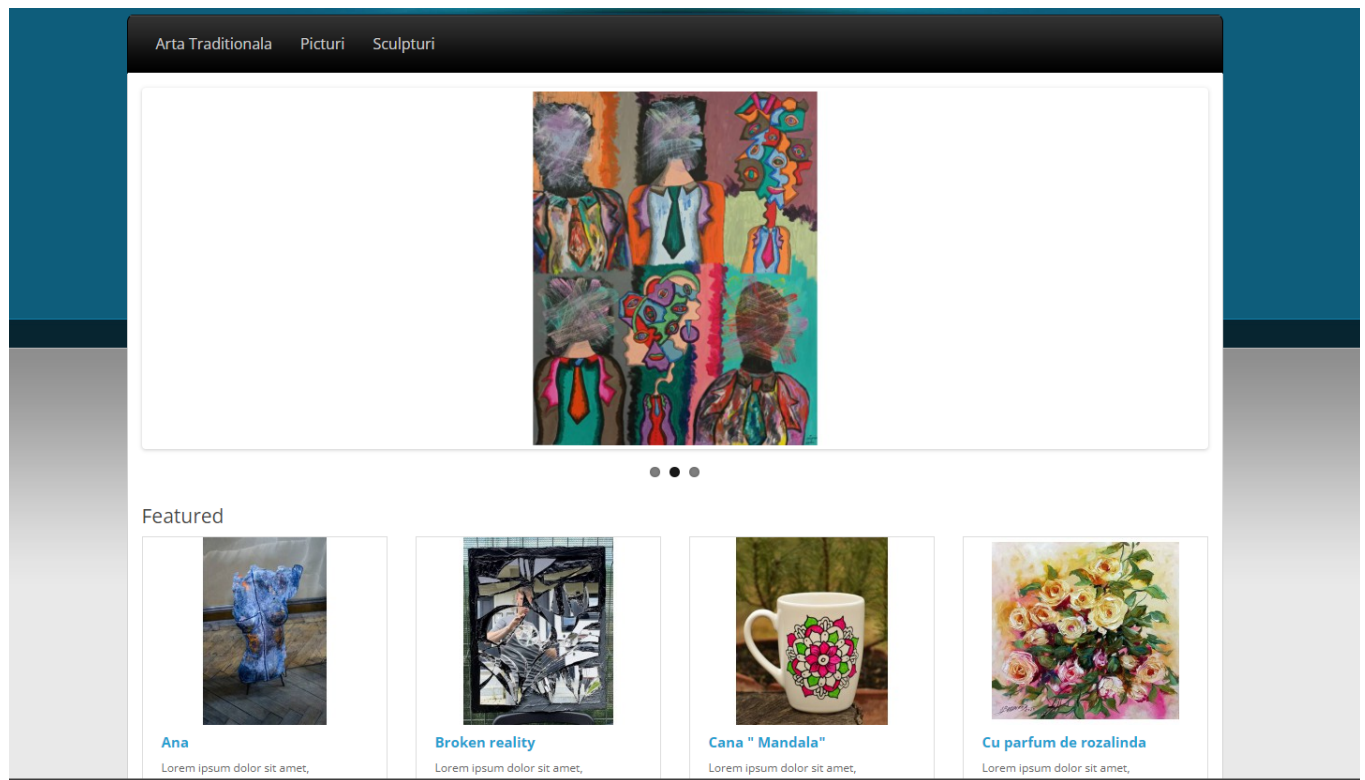 Arta Traditionala Picturi Sculpturi
Featured
Ana
Broken reality
Cana " Mandala"
Cu parfum de rozalinda
Lorem ipsum dolor sit amet,
Lorem ipsum dolor sit amet,
Lorem ipsum dolor sit amet,
Lorem ipsum dolor sit amet,